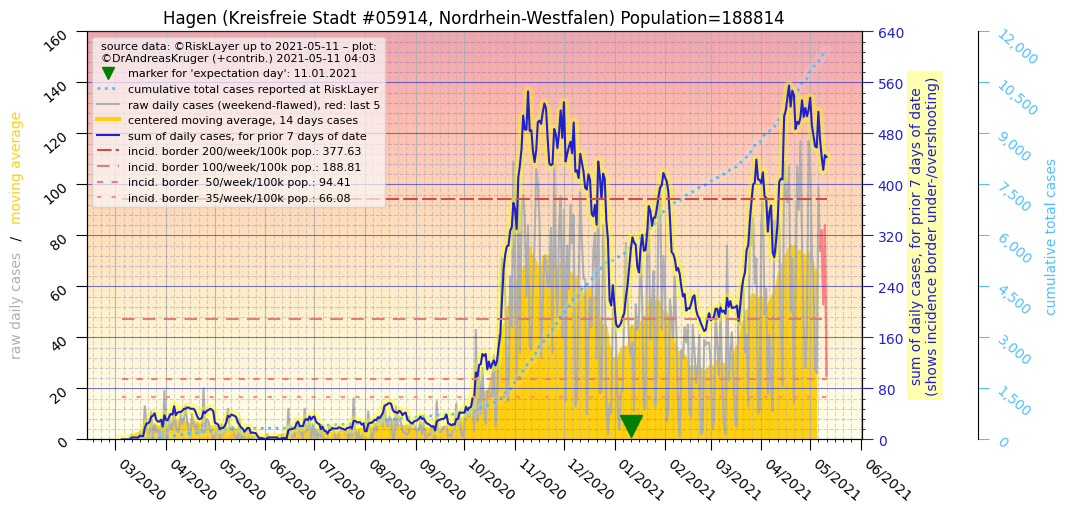 Hagen (Kreisfreie Stadt #05914, Nordrhein-Westfalen) Population=188814
source data: ©RiskLayer up to 2021-05-11 – plot:
©DrAndreasKruger (+contrib.) 2021-05-11 04:03
marker for 'expectation day': 11.01.2021
cumulative total cases reported at RiskLayer
raw daily cases (weekend-flawed), red: last 5
centered moving average, 14 days cases
sum of daily cases, for prior 7 days of date
incid. border 200/week/100k pop.: 377.63
incid. border 100/week/100k pop.: 188.81
incid. border  50/week/100k pop.: 94.41
incid. border  35/week/100k pop.: 66.08
raw daily cases / moving average
160
140
120
100
80
60
40
20
0
03/2020
04/2020
05/2020
06/2020
07/2020
08/2020
09/2020
10/2020
11/2020
12/2020
01/2021
02/2021
03/2021
04/2021
05/2021
06/2021
640
560
480
400
320
240
160
80
0
sum of daily cases, for prior 7 days of date
(shows incidence border under-/overshooting)
12,000
10,500
9,000
7,500
6,000
4,500
3,000
1,500
0
cumulative total cases